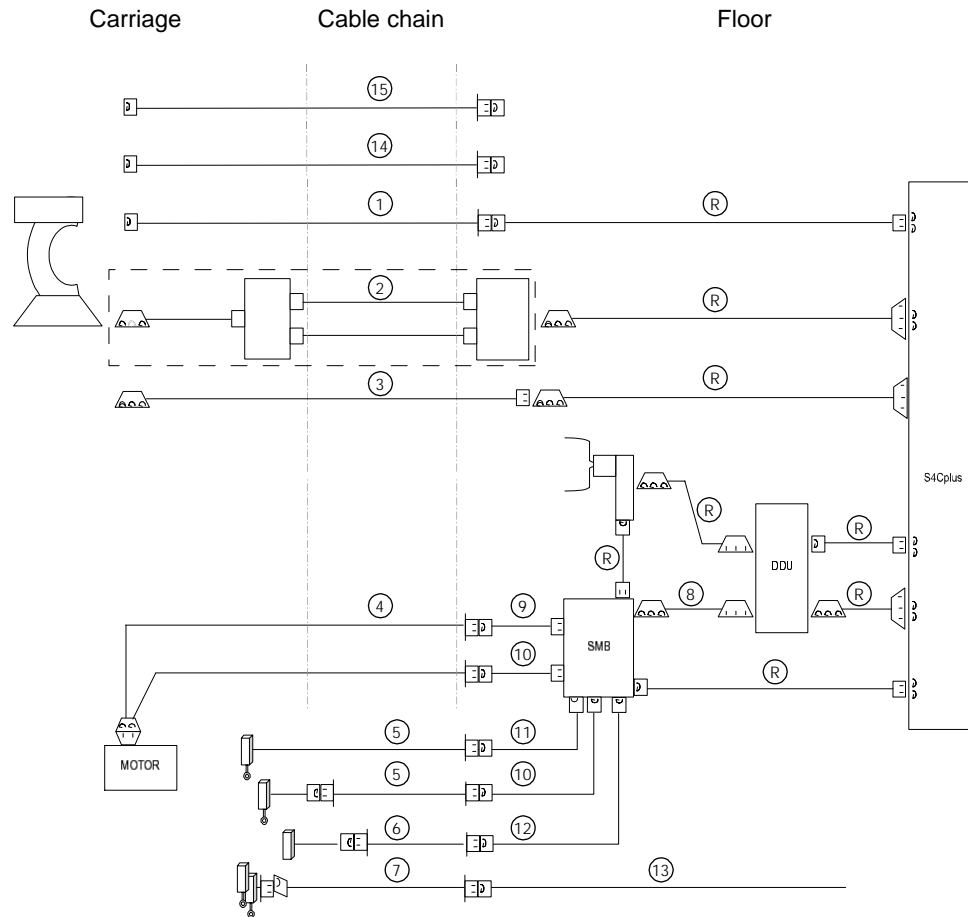 Carriage Cable chain Floor
15
14
1 R
2 R
3 R
S4Cplus
R R
DDU
R
4 9 8 R
SMB
10 R
MOTOR
5 11
5 10
6 12
7 13